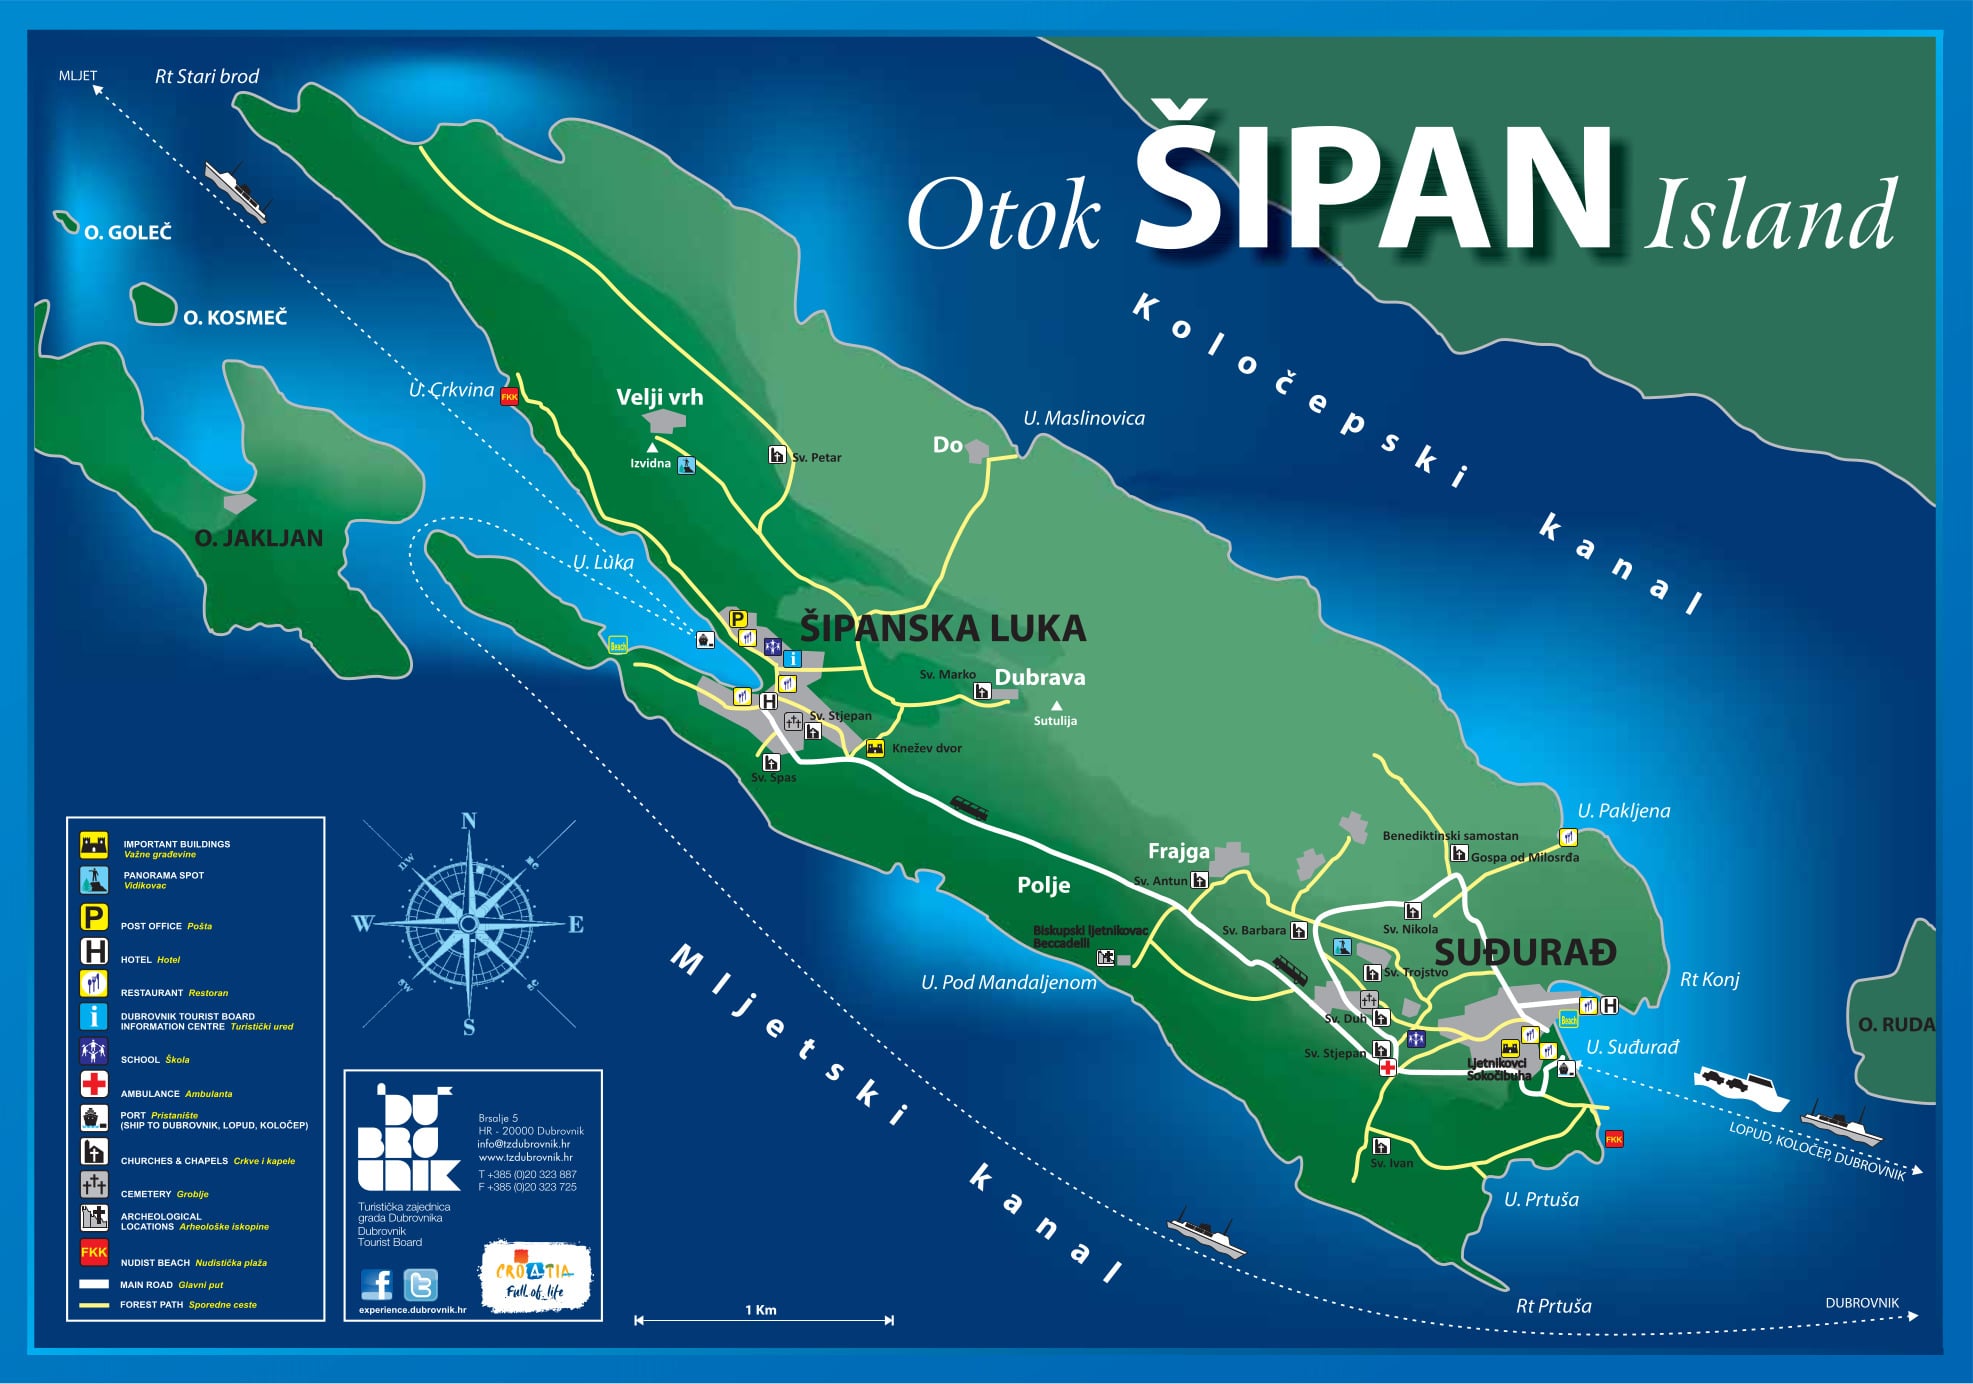 MLJET
Rt Stari brod
Otok ŠIPAN Island
O. GOLEČ
O. KOSMEČ
Koločepski kanal
U. Crkvina
FKK
Velji vrh
Izvidna
Sv. Petar
Do
U. Maslinovica
O. JAKLJAN
U. Luka
Beach
P
i
H
ŠIPANSKA LUKA
Sv. Marko
Dubrava
Sutulija
Sv. Stjepan
Knežev dvor
Sv. Spas
U. Pakljena
Benediktinski samostan
Gospa od Milosrđa
Frajga
Sv. Antun
Polje
Biskupski ljetnikovac
Beccadelli
U. Pod Mandaljenom
Sv. Barbara
Sv. Nikola
SUĐURAĐ
Sv. Trojstvo
Rt Konj
H
Beach
Sv. Duh
O. RUDA
U. Suđurađ
Sv. Stjepan
Ljetnikovci
Sokočibuha
FKK
LOPUD, KOLOČEP, DUBROVNIK
Sv. Ivan
U. Prtuša
Rt Prtuša
DUBROVNIK
Mljetski kanal
1 Km
N
nw
W
E
sw
S
IMPORTANT BUILDINGS
Važne građevine
PANORAMA SPOT
Vidikovac
P
POST OFFICE Pošta
H
HOTEL Hotel
RESTAURANT Restoran
i
DUBROVNIK TOURIST BOARD
INFORMATION CENTRE Turistički ured
SCHOOL Škola
AMBULANCE Ambulanta
PORT Pristanište
(SHIP TO DUBROVNIK, LOPUD, KOLOČEP)
CHURCHES & CHAPELS Crkve i kapele
CEMETERY Groblje
ARCHEOLOGICAL
LOCATIONS Arheološke iskopine
FKK
NUDIST BEACH Nudistička plaža
MAIN ROAD Glavni put
FOREST PATH Sporedne ceste
DU
BRO
VNIK
Brsalje 5
HR - 20000 Dubrovnik
info@tzdubrovnik.hr
www.tzdubrovnik.hr
T +385 (0)20 323 887
F +385 (0)20 323 725
Turistička zajednica
grada Dubrovnika
Dubrovnik
Tourist Board
f
t
experience.dubrovnik.hr
CROATIA
Full of life